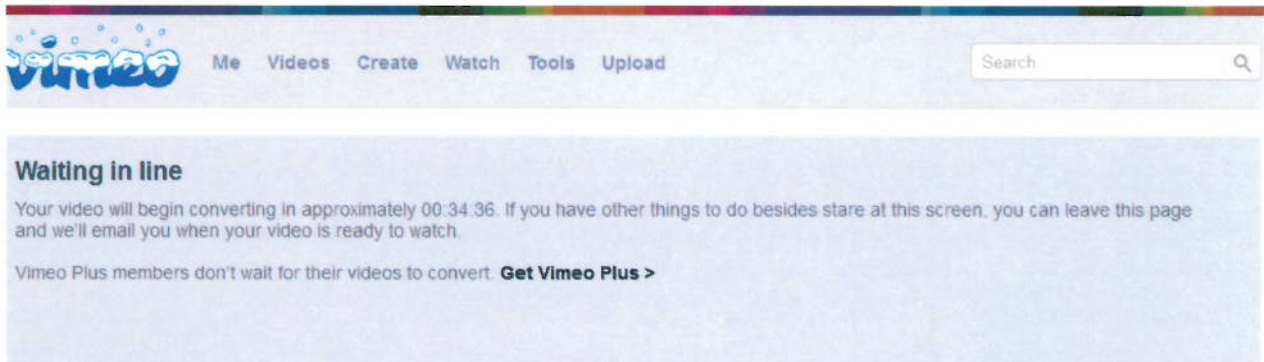 vimeo Me Videos Create Watch Tools Upload Search
Waiting in line
Your video will begin converting in approximately 00:34:36. If you have other things to do besides stare at this screen, you can leave this page
and we'll email you when your video is ready to watch.
Vimeo Plus members don't wait for their videos to convert. Get Vimeo Plus >